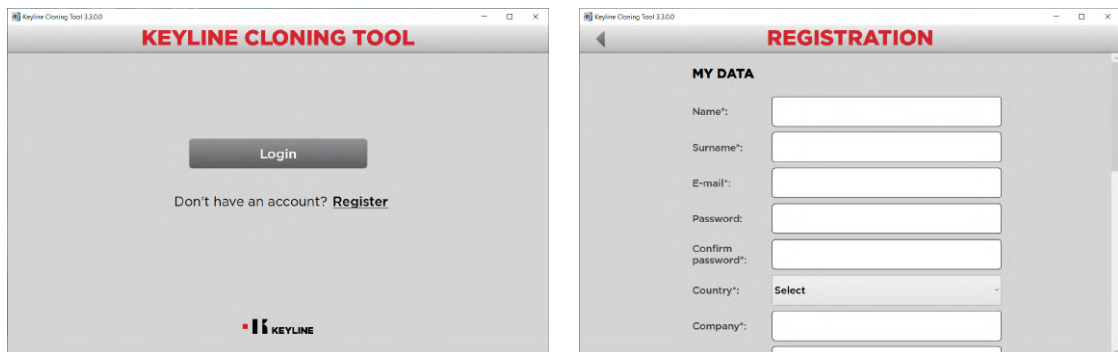 Keyline Cloning Tool 3.3.0.0
KEYLINE CLONING TOOL
Login
Don't have an account? Register
KEYLINE
Keyline Cloning Tool 3.3.0.0
REGISTRATION
MY DATA
Name*:
Surname*:
E-mail*:
Password:
Confirm
password*:
Country*:
Select
Company*: